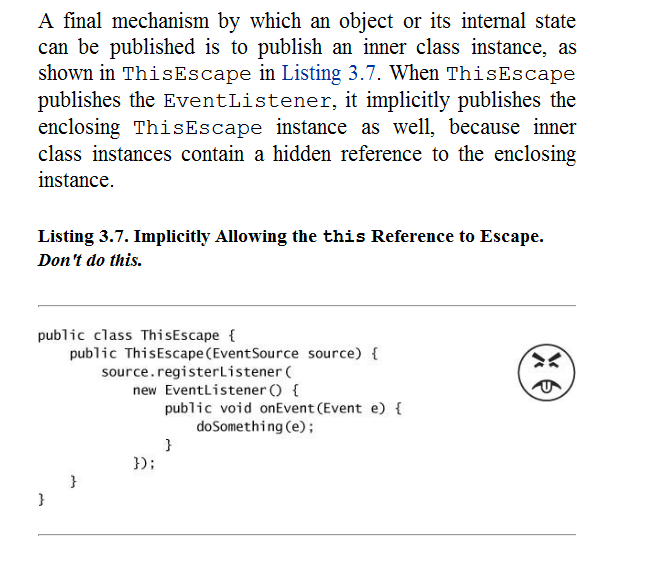 A final mechanism by which an object or its internal state
can be published is to publish an inner class instance, as
shown in ThisEscape in Listing 3.7. When ThisEscape
publishes the EventListener, it implicitly publishes the
enclosing ThisEscape instance as well, because inner
class instances contain a hidden reference to the enclosing
instance.
Listing 3.7. Implicitly Allowing the this Reference to Escape.
Don't do this.
public class ThisEscape {
    public ThisEscape(EventSource source) {
        source.registerListener(
            new EventListener() {
                public void onEvent(Event e) {
                    doSomething(e);
                }
            });
    }
}